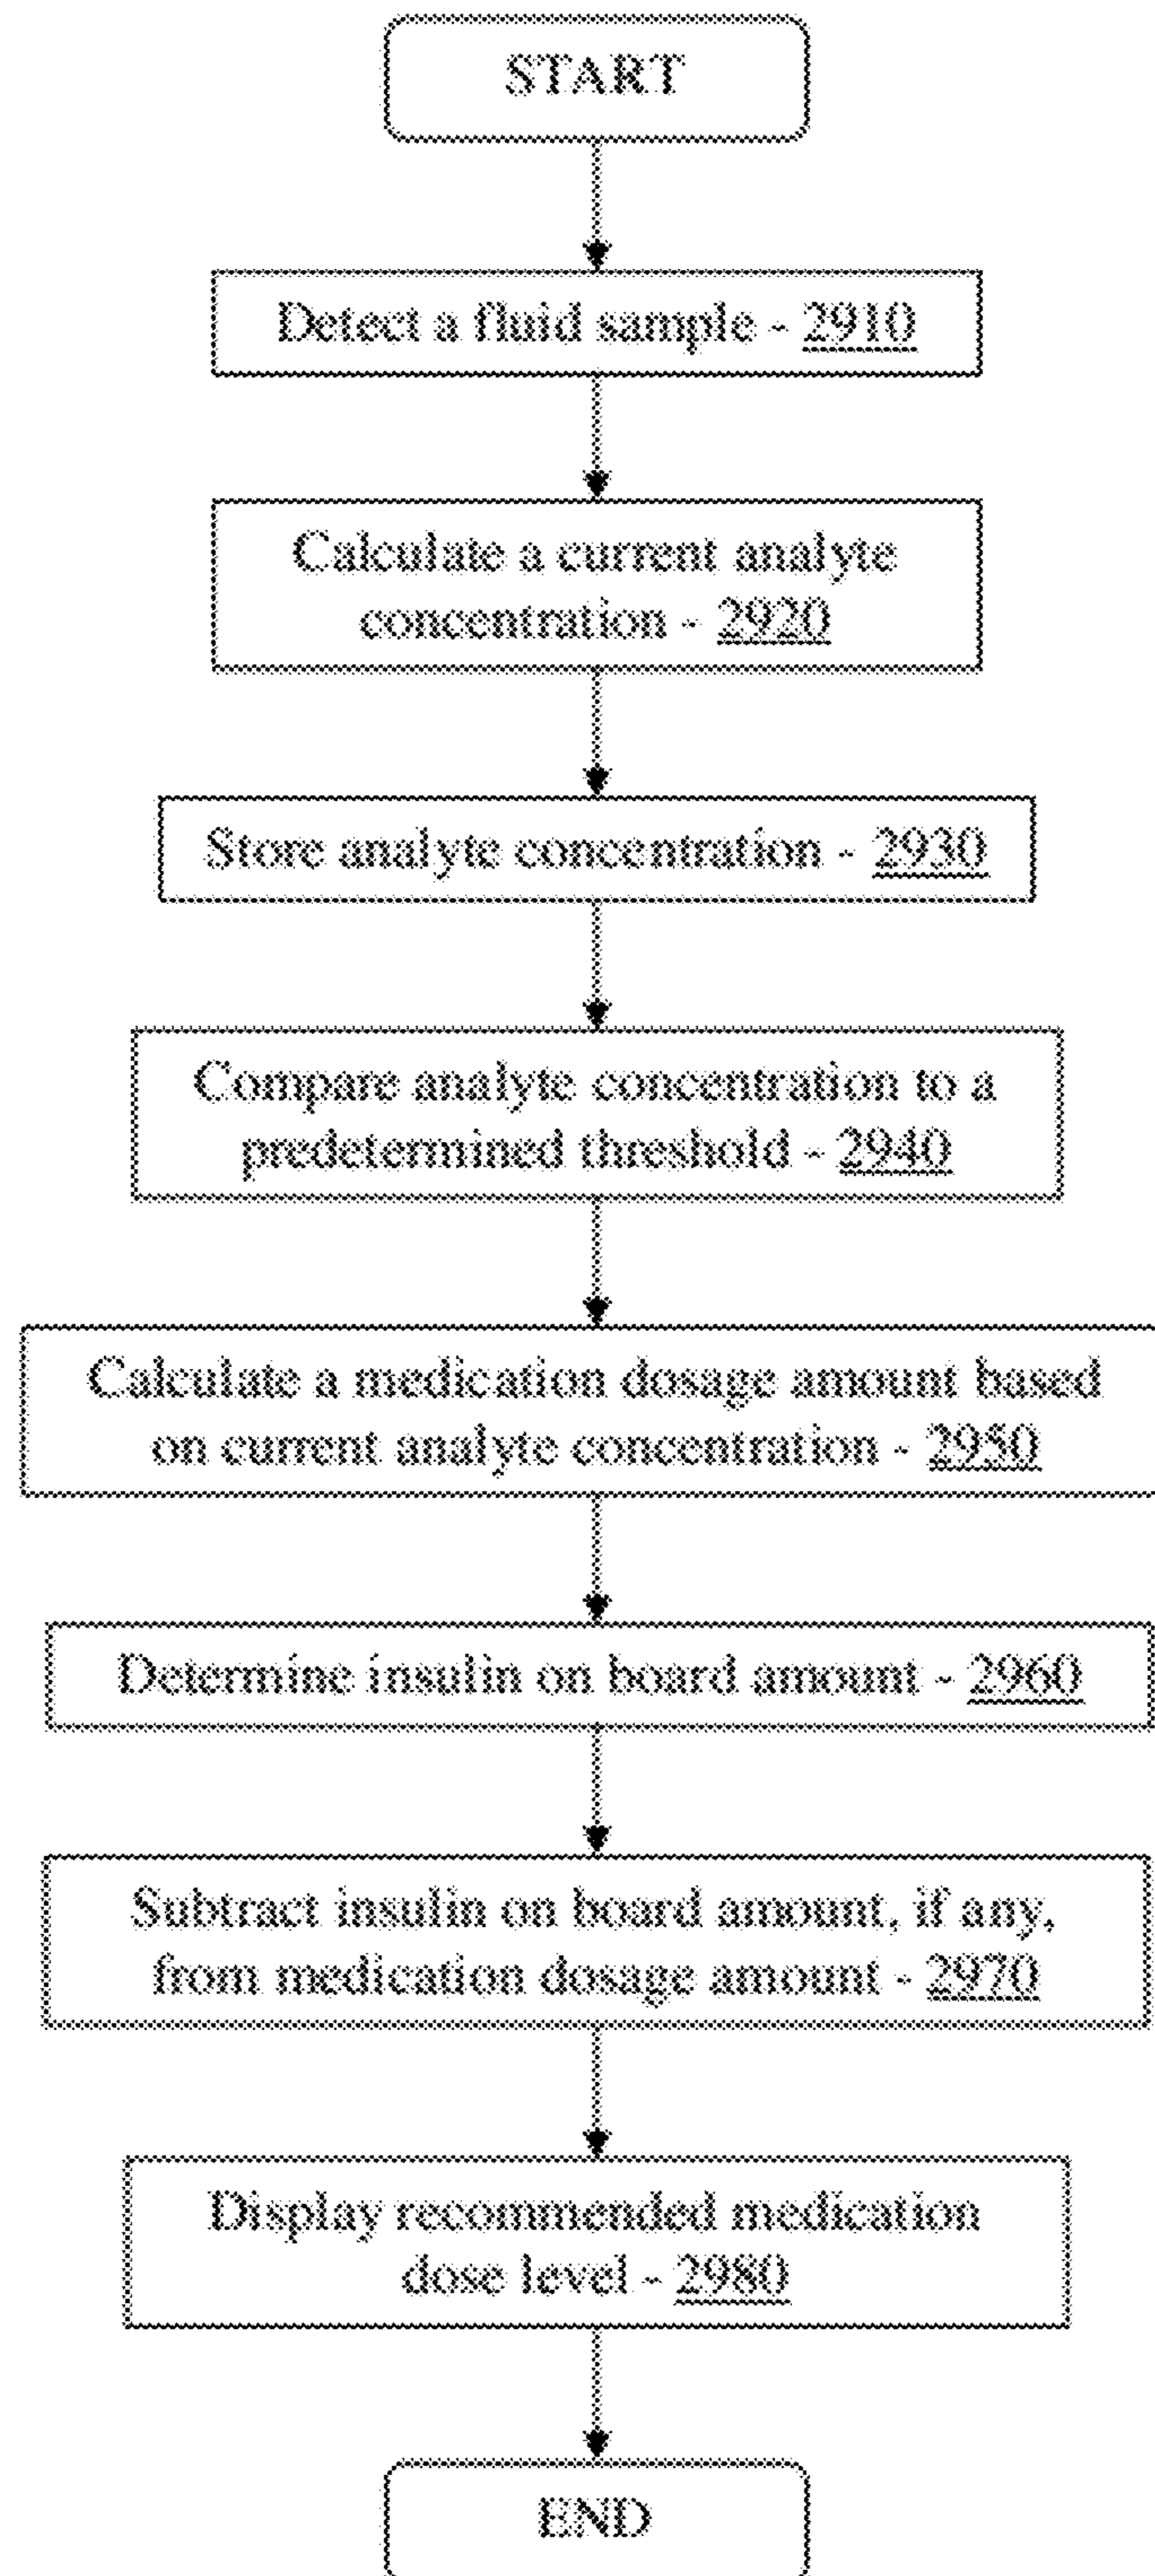 START
Detect a fluid sample - 2910
Calculate a current analyte
concentration - 2920
Store analyte concentration - 2930
Compare analyte concentration to a
predetermined threshold - 2940
Calculate a medication dosage amount based
on current analyte concentration - 2950
Determine insulin on board amount - 2960
Subtract insulin on board amount, if any,
from medication dosage amount - 2970
Display recommended medication
dose level - 2980
END